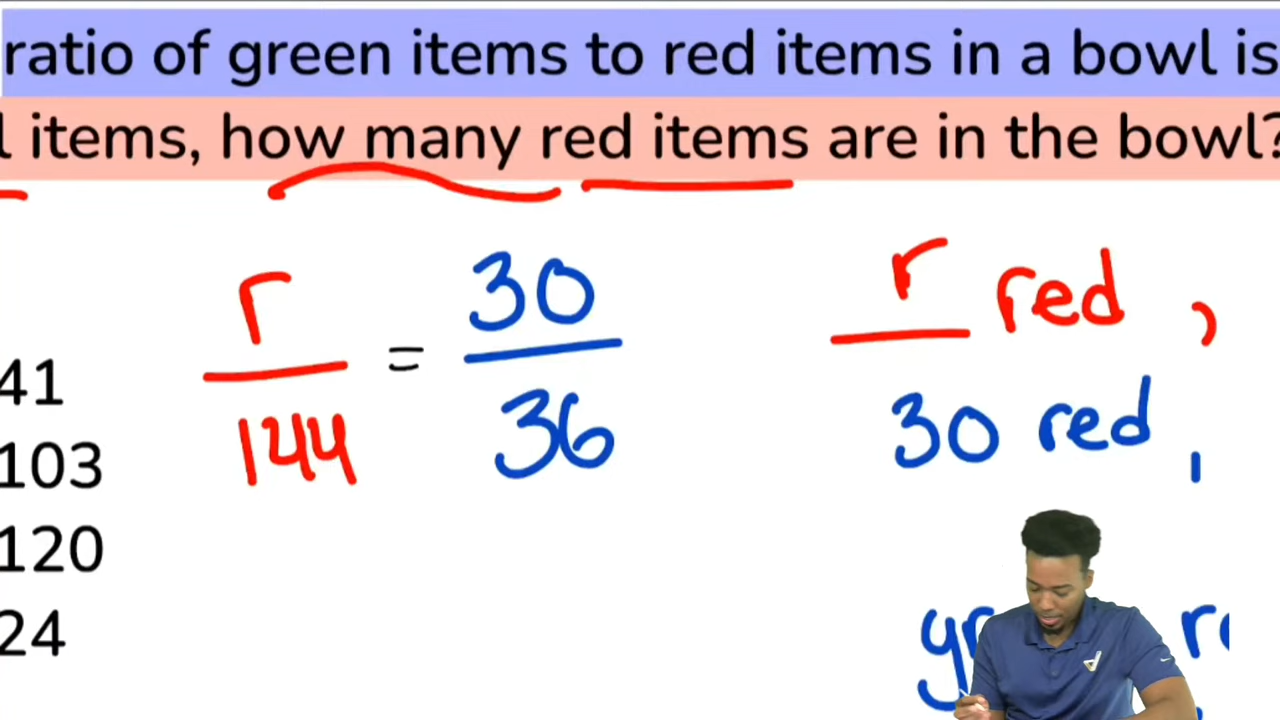 ratio of green items to red items in a bowl is
l items, how many red items are in the bowl?
r
144
=
30
36
r red ,
30 red,
41
103
120
24
gr
r